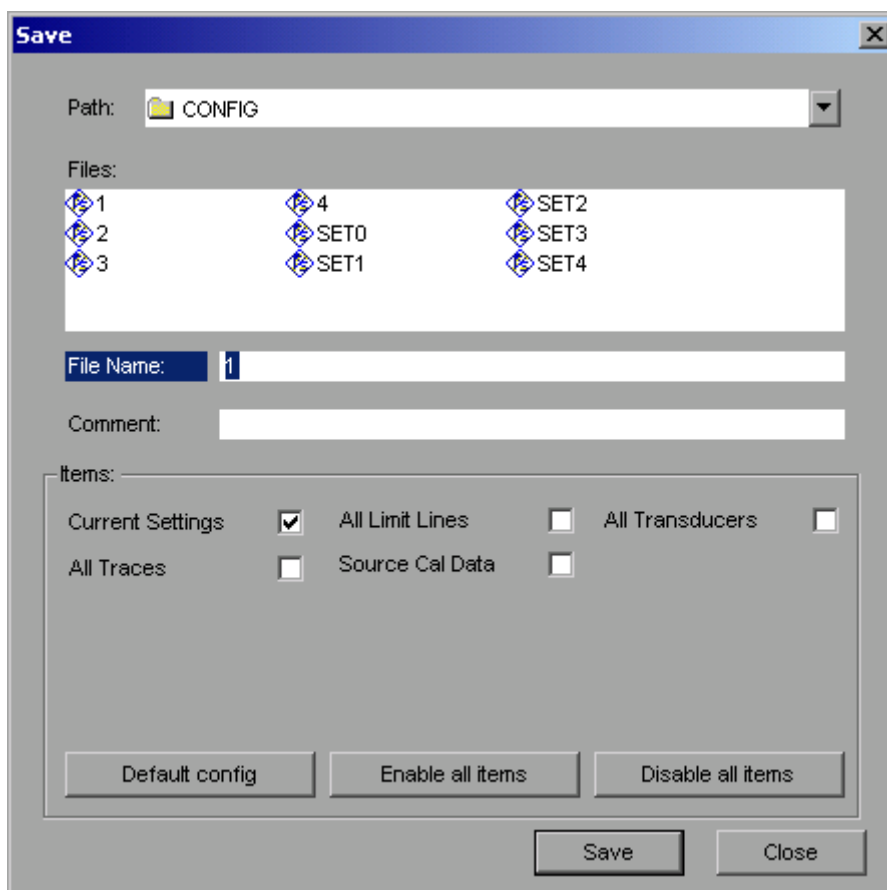 Save
Path: CONFIG
Files:
1 4 SET2
2 SET0 SET3
3 SET1 SET4
File Name: 1
Comment:
Items:
Current Settings All Limit Lines All Transducers
All Traces Source Cal Data
Default config Enable all items Disable all items
Save Close